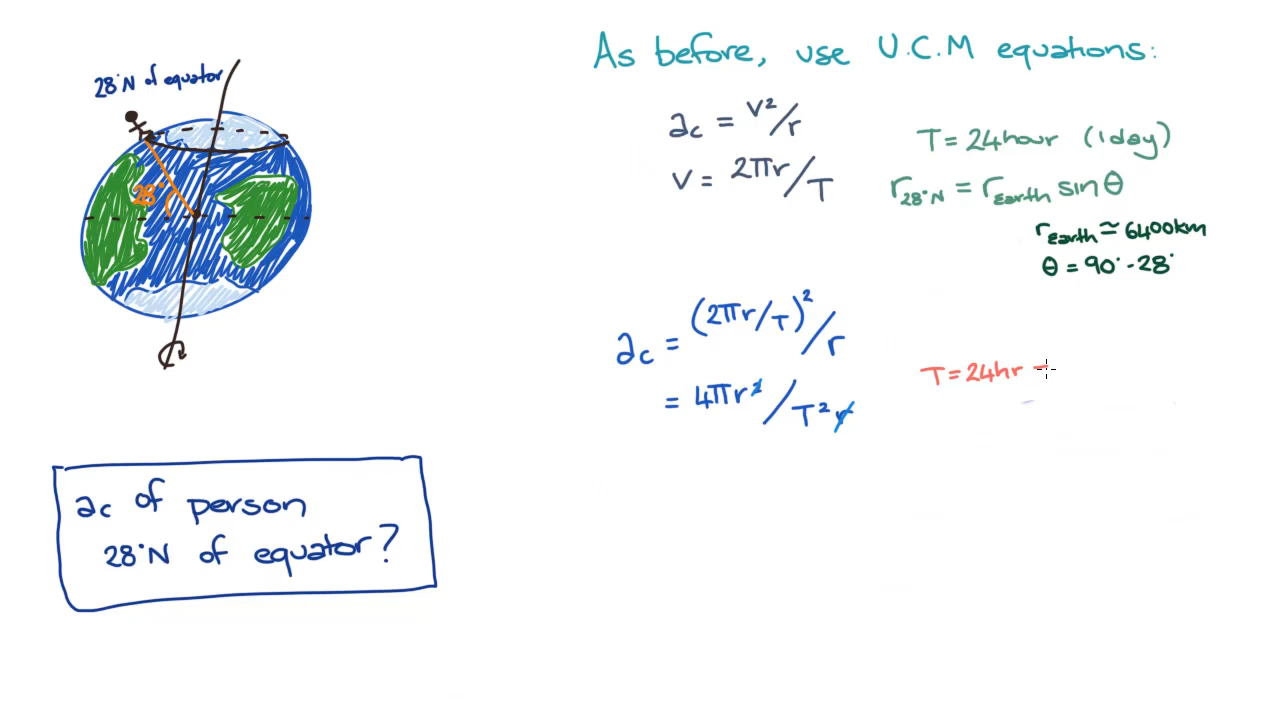 As before, use U.C.M equations:
28°N of equator
28°
ac = v²/r
v = 2πr/T
T = 24hour (1day)
r28°N = rEarth sinθ
rEarth ≈ 6400km
θ = 90° - 28°
ac = (2πr/T)²/r
= 4πr²/T²r
T = 24hr
ac of person
28°N of equator?